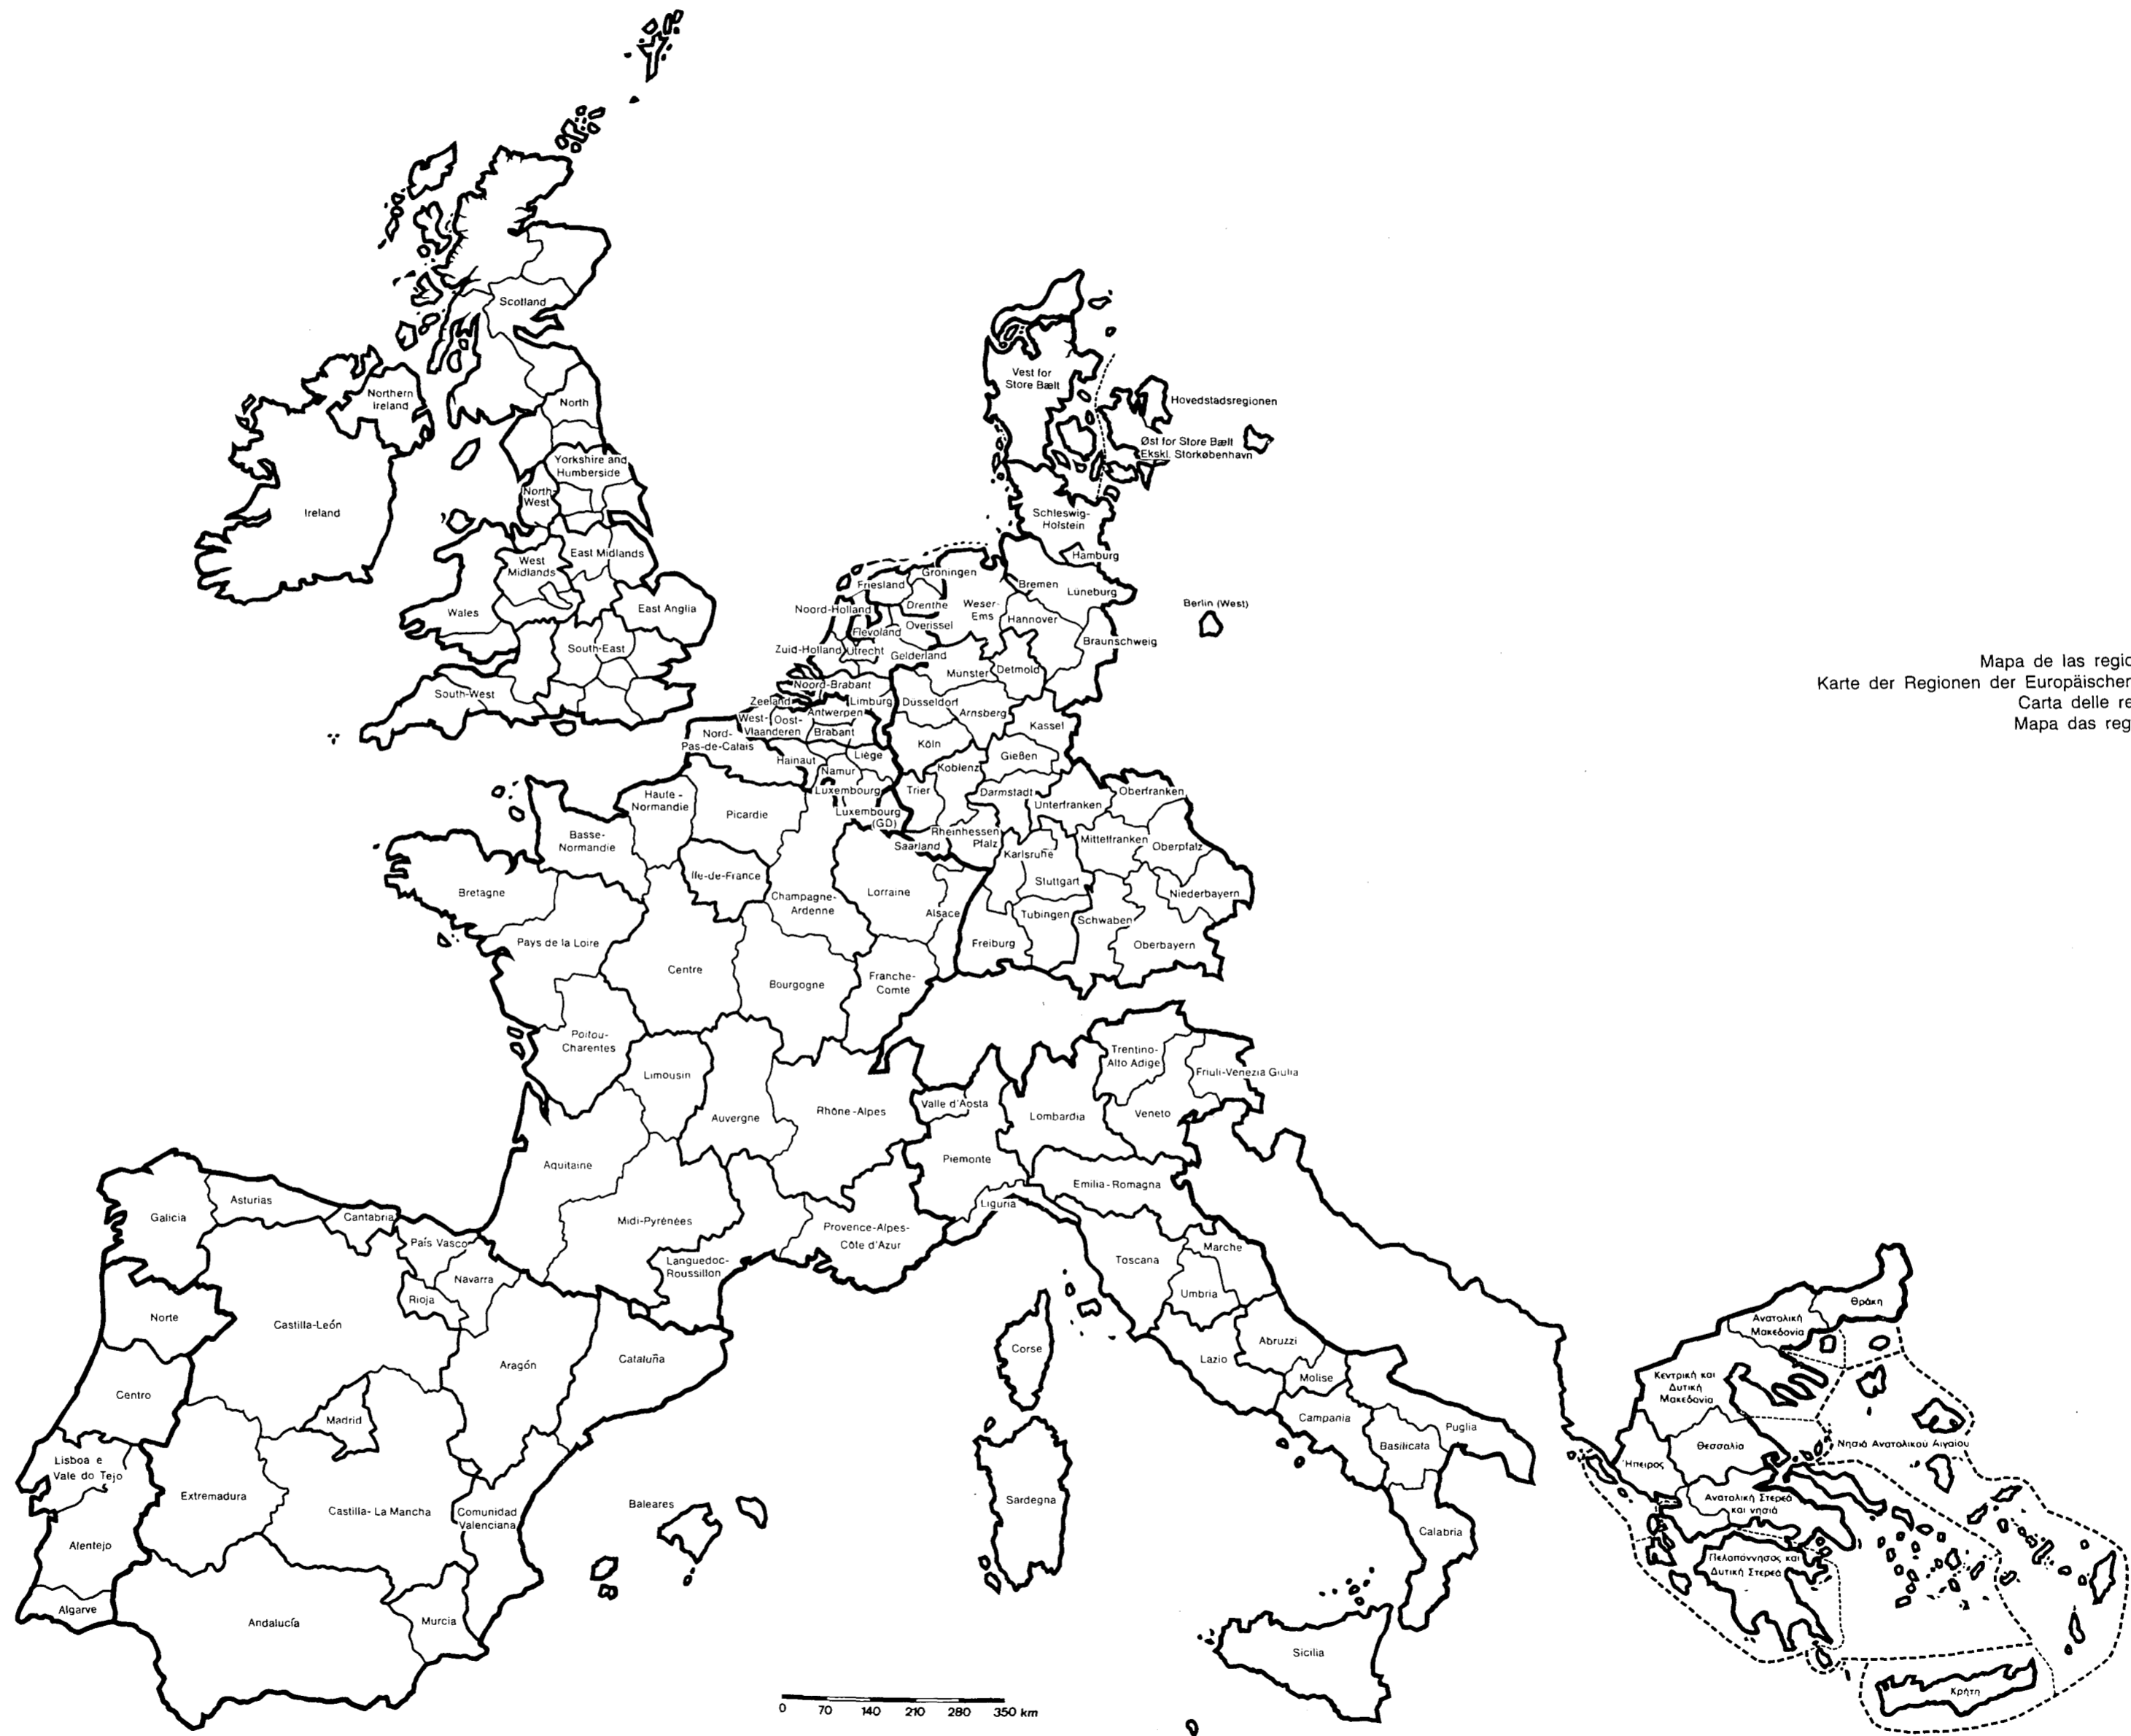 Scotland
Northern
Ireland
North
Yorkshire and
Humberside
North-
West
Ireland
East Midlands
West
Midlands
East Anglia
Wales
South-East
South-West
Vest for
Store Bælt
Hovedstadsregionen
Øst for Store Bælt
Ekskl. Storkøbenhavn
Schleswig-
Holstein
Hamburg
Groningen
Friesland
Bremen
Lüneburg
Noord-Holland
Drenthe
Weser-
Ems
Hannover
Berlin (West)
Flevoland
Overissel
Braunschweig
Zuid-Holland
Utrecht
Gelderland
Munster
Detmold
Noord-Brabant
Zeeland
Limburg
Düsseldorf
Antwerpen
Arnsberg
West-
Oost-
Vlaanderen
Brabant
Kassel
Nord-
Pas-de-Calais
Köln
Hainaut
Liège
Gießen
Namur
Koblenz
Luxembourg
Trier
Darmstadt
Oberfranken
Unterfranken
Luxembourg
(GD)
Haute -
Normandie
Picardie
Rheinhessen
Pfalz
Saarland
Mittelfranken
Oberpfalz
Basse-
Normandie
Karlsruhe
Ile-de-France
Stuttgart
Bretagne
Lorraine
Champagne-
Ardenne
Niederbayern
Alsace
Tubingen
Schwaben
Pays de la Loire
Freiburg
Oberbayern
Centre
Bourgogne
Franche-
Comte
Poitou-
Charentes
Trentino-
Alto Adige
Limousin
Friuli-Venezia Giulia
Valle d'Aosta
Auvergne
Rhône-Alpes
Lombardia
Veneto
Aquitaine
Piemonte
Emilia-Romagna
Asturias
Liguria
Galicia
Cantabria
Midi-Pyrénées
Provence-Alpes-
Côte d'Azur
País Vasco
Languedoc-
Roussillon
Toscana
Marche
Navarra
Rioja
Umbria
Norte
Castilla-León
Corse
Abruzzi
Aragón
Cataluña
Lazio
Molise
Centro
Madrid
Campania
Puglia
Basilicata
Lisboa e
Vale do Tejo
Extremadura
Castilla-La Mancha
Comunidad
Valenciana
Baleares
Sardegna
Alentejo
Calabria
Algarve
Andalucía
Murcia
Sicilia
Θράκη
Ανατολική
Μακεδονία
Κεντρική και
Δυτική
Μακεδονία
Θεσσαλία
Νησιά Ανατολικού Αιγαίου
Ήπειρος
Ανατολική Στερεά
και νησιά
Πελοπόννησος και
Δυτική Στερεά
Κρήτη
0 70 140 210 280 350 km
Mapa de las regio
Karte der Regionen der Europäischer
Carta delle re
Mapa das reg